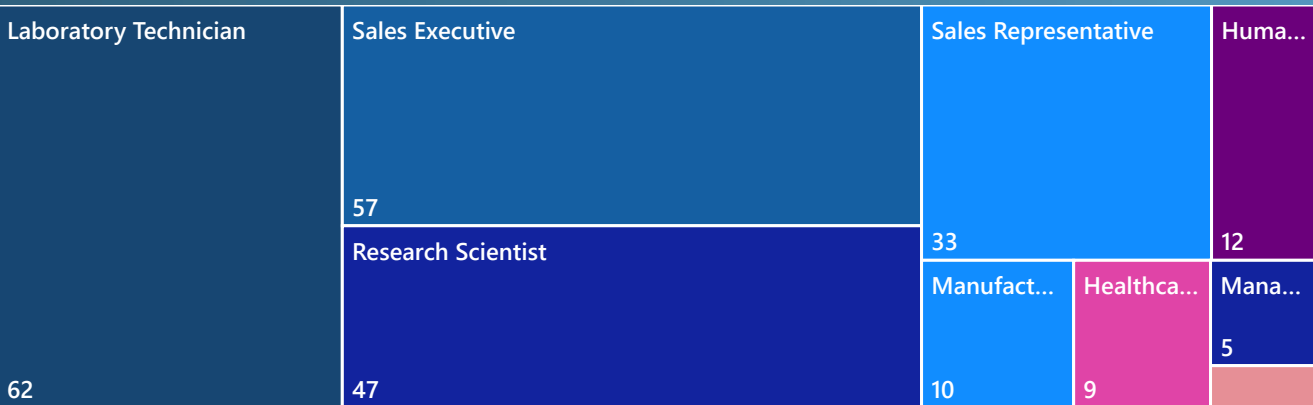 Laboratory Technician
62
Sales Executive
57
Research Scientist
47
Sales Representative
33
Huma...
12
Manufact...
10
Healthca...
9
Mana...
5